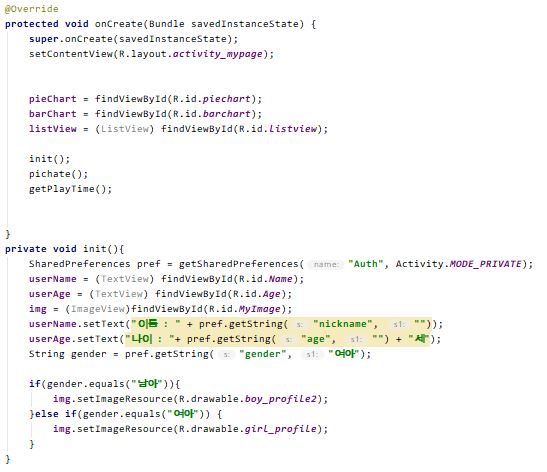 @Override
protected void onCreate(Bundle savedInstanceState) {
super.onCreate(savedInstanceState);
setContentView(R.layout.activity_mypage);
pieChart = findViewById(R.id.piechart);
barChart = findViewById(R.id.barchart);
listView = (ListView) findViewById(R.id.listview);
init();
pichate();
getPlayTime();
}
private void init(){
SharedPreferences pref = getSharedPreferences( name: "Auth", Activity.MODE_PRIVATE);
userName = (TextView) findViewById(R.id.Name);
userAge = (TextView) findViewById(R.id.Age);
img = (ImageView)findViewById(R.id.MyImage);
userName.setText("이름 : " + pref.getString( s: "nickname", s1: ""));
userAge.setText("나이 : "+ pref.getString( s: "age", s1: "") + "세");
String gender = pref.getString( s: "gender", s1: "여아");
if(gender.equals("남아")){
img.setImageResource(R.drawable.boy_profile2);
}else if(gender.equals("여아")) {
img.setImageResource(R.drawable.girl_profile);
}
}